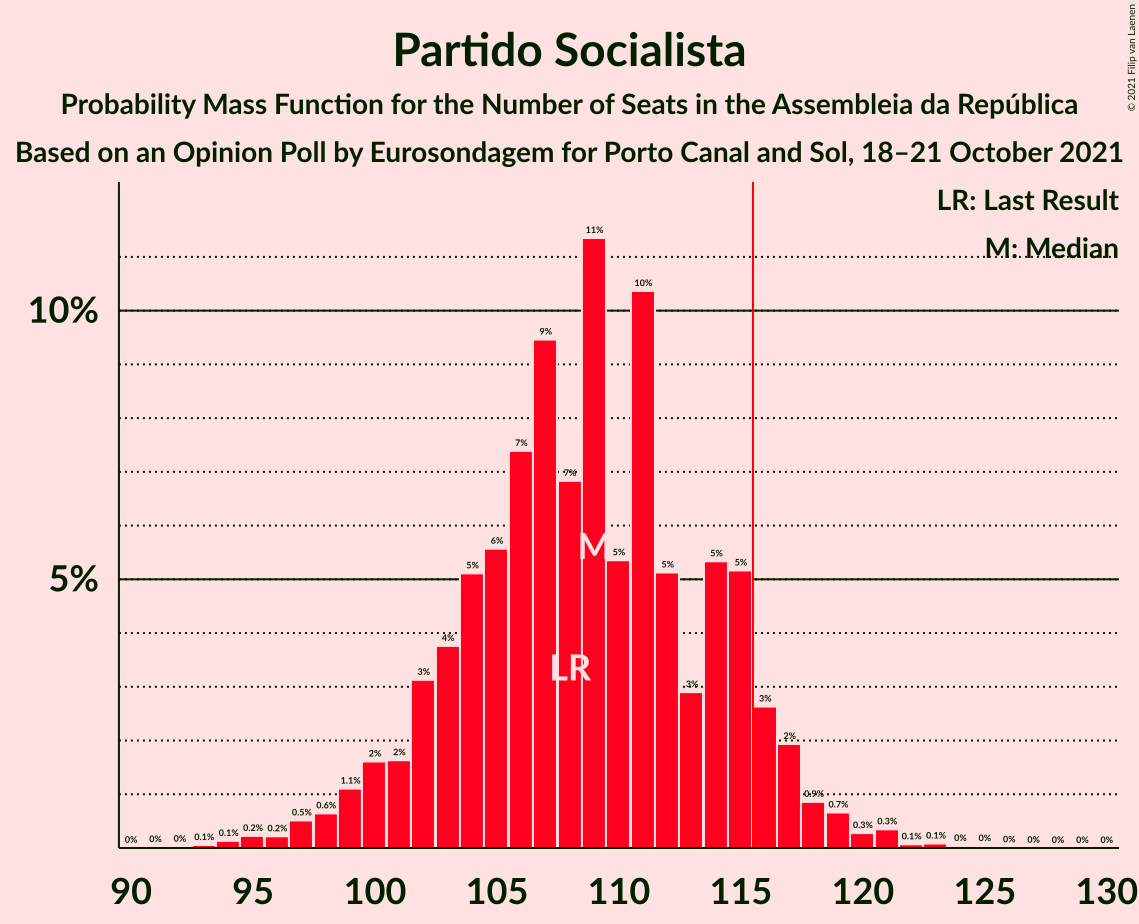 Partido Socialista
Probability Mass Function for the Number of Seats in the Assembleia da República
Based on an Opinion Poll by Eurosondagem for Porto Canal and Sol, 18–21 October 2021
© 2021 Filip van Laenen
LR: Last Result
M: Median
10%
5%
0% 0% 0% 0.1% 0.1% 0.2% 0.2% 0.5% 0.6% 1.1% 2% 2% 3% 4% 5% 6% 7% 9% 7% 11% 5% 10% 5% 3% 5% 5% 3% 2% 0.9% 0.7% 0.3% 0.3% 0.1% 0.1% 0% 0% 0% 0% 0% 0% 0%
M
LR
90 95 100 105 110 115 120 125 130